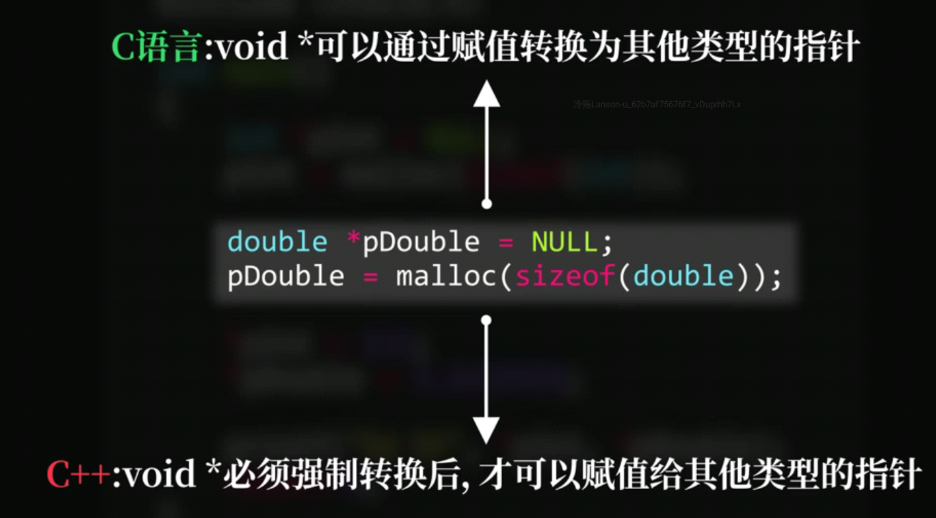 C语言:void *可以通过赋值转换为其他类型的指针
double *pDouble = NULL;
pDouble = malloc(sizeof(double));
C++:void *必须强制转换后, 才可以赋值给其他类型的指针